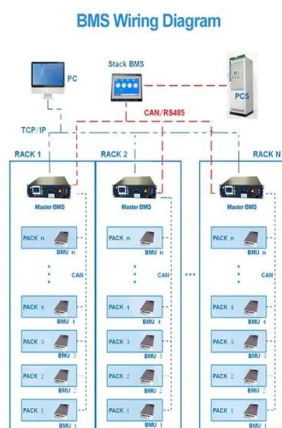 BMS Wiring Diagram
PC
Stack BMS
PCS
CAN/RS485
TCP/IP
RACK 1
RACK 2
RACK N
Master BMS
Master BMS
Master BMS
PACK n
PACK n
PACK n
BMU n
BMU n
BMU n
CAN
CAN
CAN
PACK 4
PACK 4
PACK 4
BMU 4
BMU 4
BMU 4
PACK 3
PACK 3
PACK 3
BMU 3
BMU 3
BMU 3
PACK 2
PACK 2
PACK 2
BMU 2
BMU 2
BMU 2
PACK 1
PACK 1
PACK 1
BMU 1
BMU 1
BMU 1